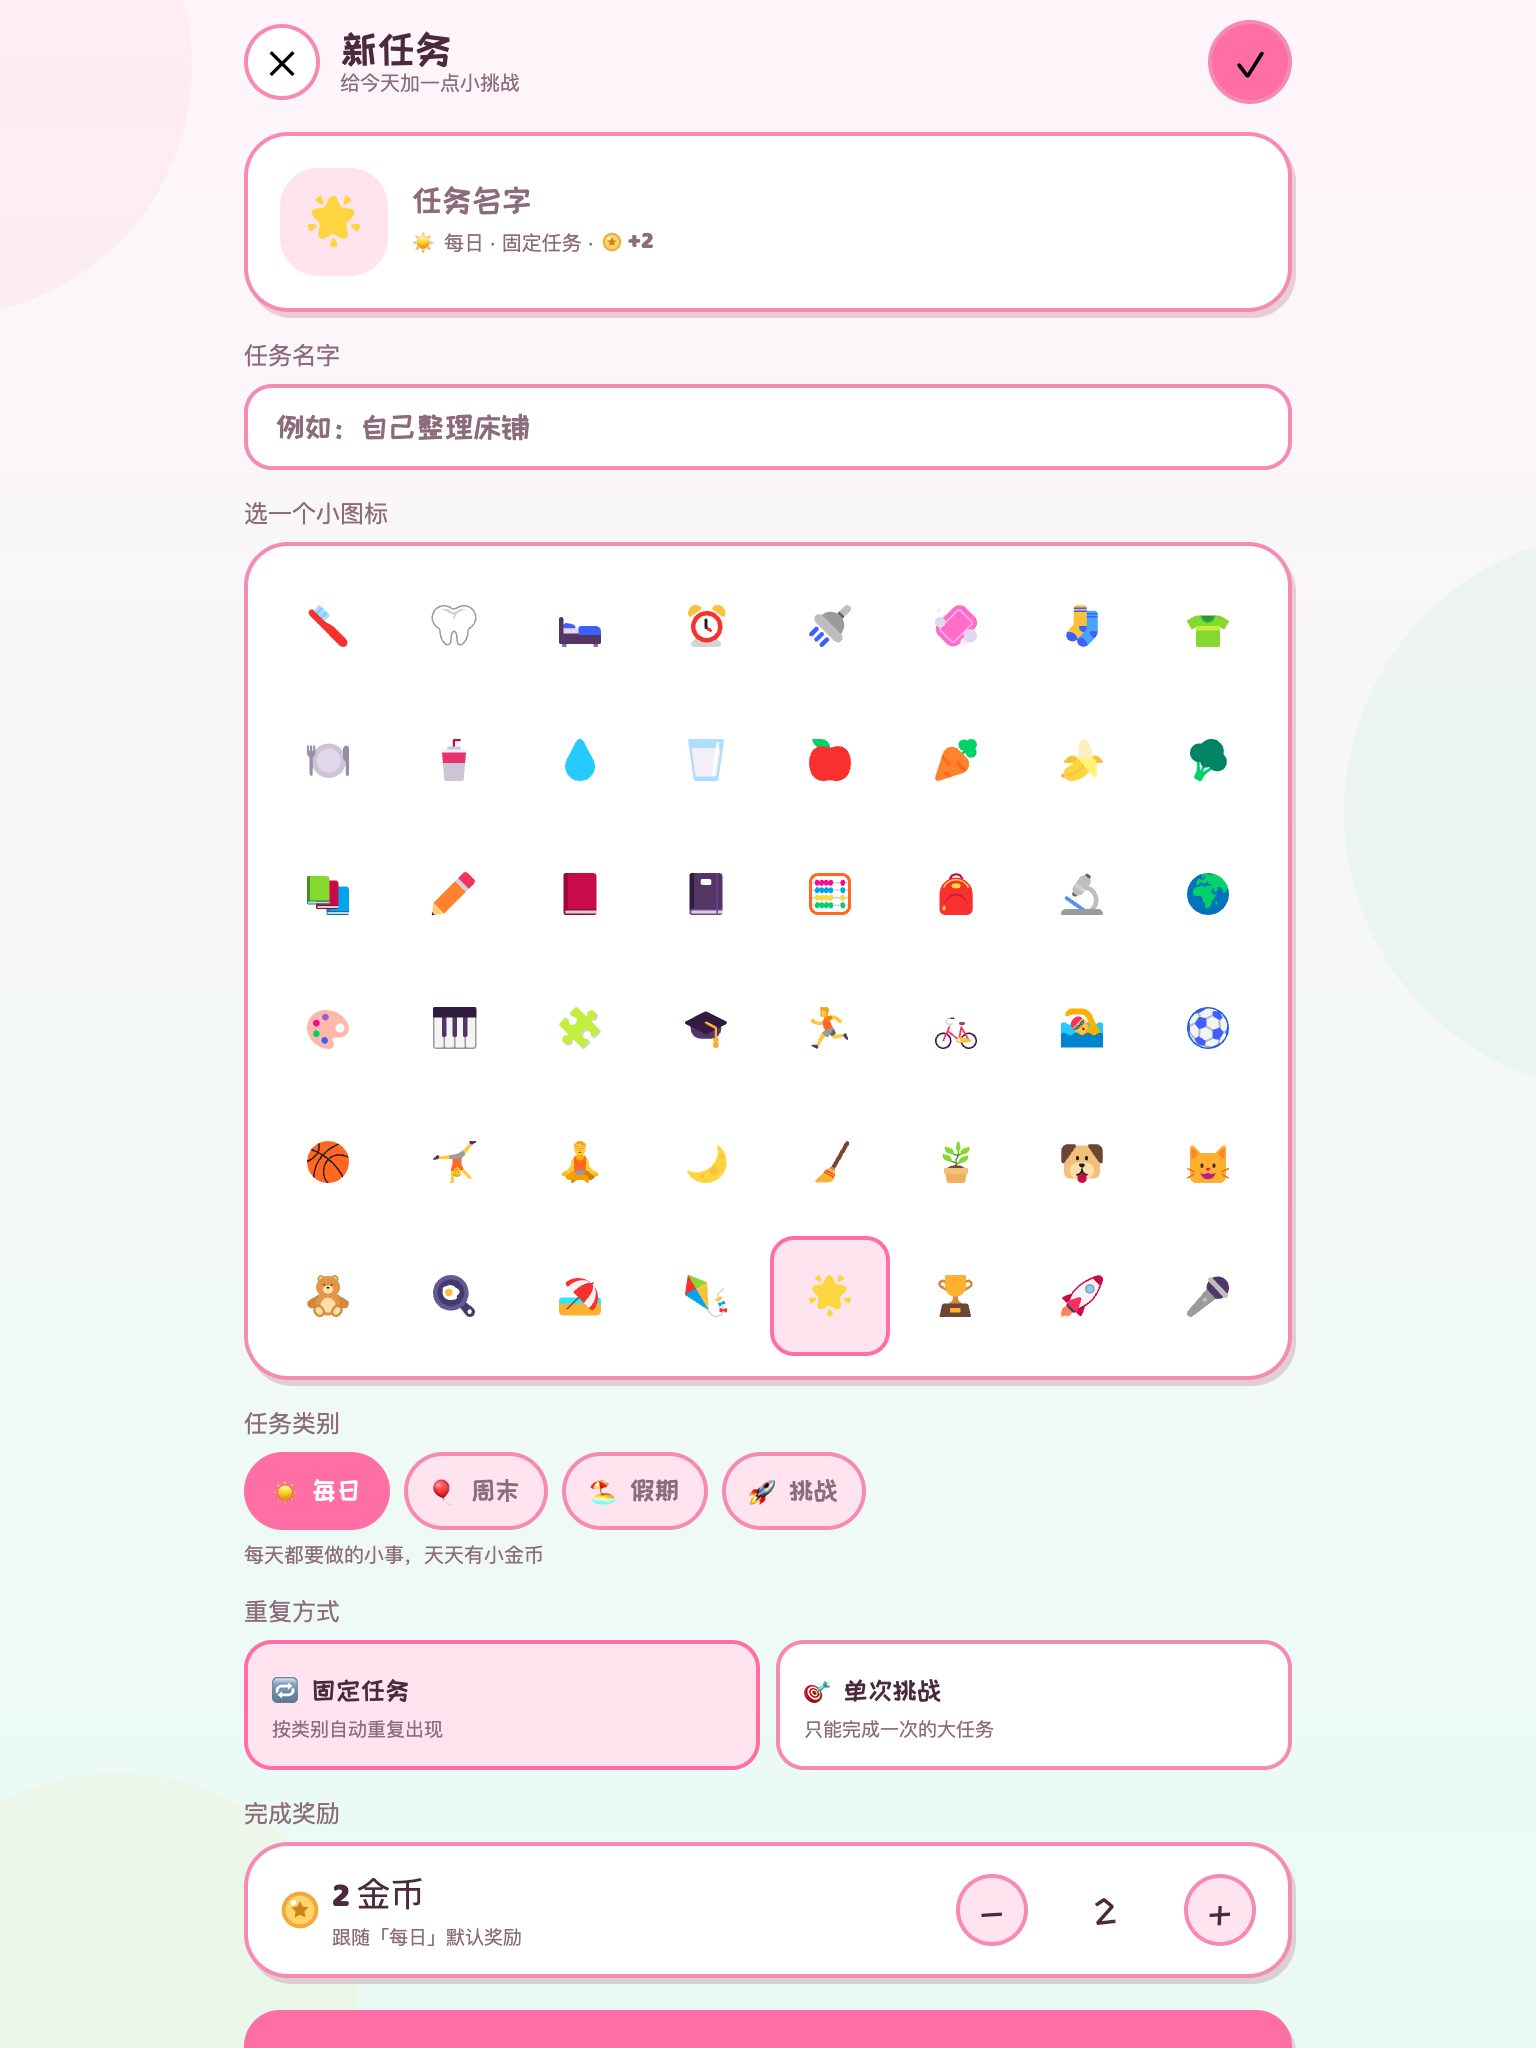 新任务
给今天加一点小挑战
任务名字
每日 · 固定任务 · +2
任务名字
例如：自己整理床铺
选一个小图标
任务类别
每日
周末
假期
挑战
每天都要做的小事，天天有小金币
重复方式
固定任务
按类别自动重复出现
单次挑战
只能完成一次的大任务
完成奖励
2 金币
跟随「每日」默认奖励
− 2 +